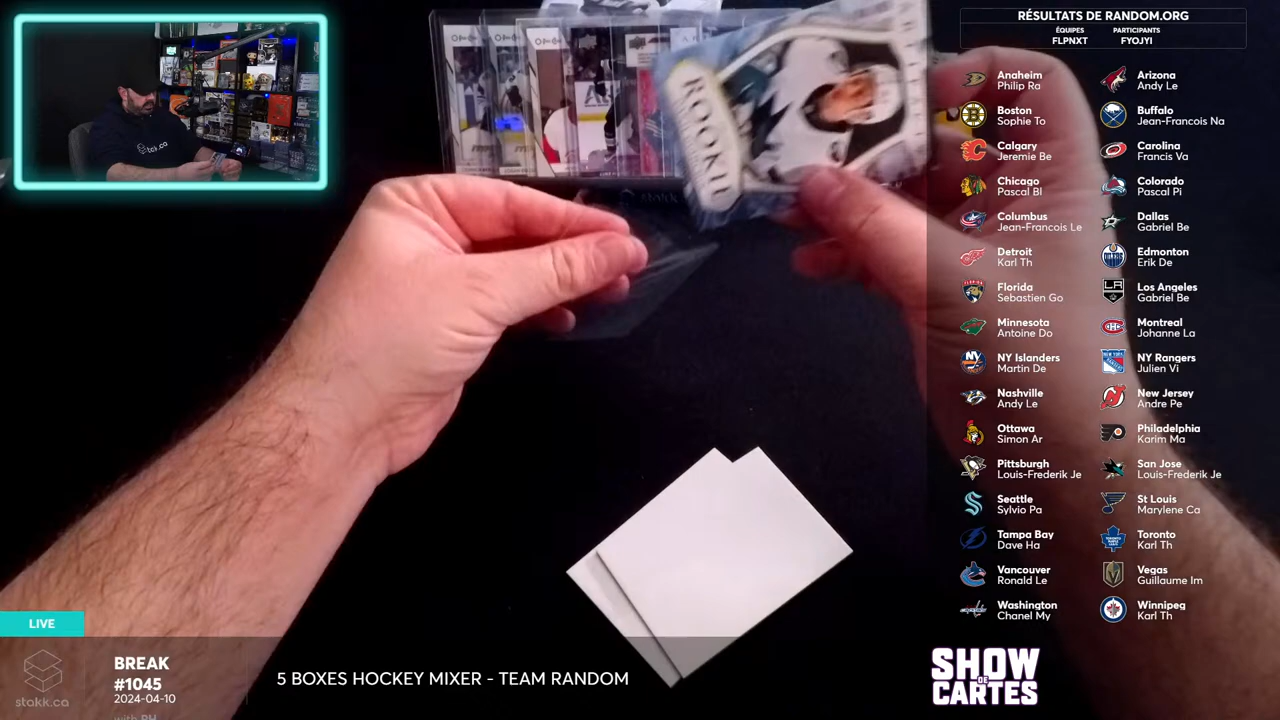 RÉSULTATS DE RANDOM.ORG
ÉQUIPES
FLPNXT
PARTICIPANTS
FYOJYI
Anaheim
Philip Ra
Arizona
Andy Le
Boston
Sophie To
Buffalo
Jean-Francois Na
Calgary
Jeremie Be
Carolina
Francis Va
Chicago
Pascal Bl
Colorado
Pascal Pi
Columbus
Jean-Francois Le
Dallas
Gabriel Be
Detroit
Karl Th
Edmonton
Erik De
Florida
Sebastien Go
Los Angeles
Gabriel Be
Minnesota
Antoine Do
Montreal
Johanne La
NY Islanders
Martin De
NY Rangers
Julien Vi
Nashville
Andy Le
New Jersey
Andre Pe
Ottawa
Simon Ar
Philadelphia
Karim Ma
Pittsburgh
Louis-Frederik Je
San Jose
Louis-Frederik Je
Seattle
Sylvio Pa
St Louis
Marylene Ca
Tampa Bay
Dave Ha
Toronto
Karl Th
Vancouver
Ronald Le
Vegas
Guillaume Im
Washington
Chanel My
Winnipeg
Karl Th
ROOKIE
LIVE
stakk.ca
BREAK
#1045
2024-04-10
with PH
5 BOXES HOCKEY MIXER - TEAM RANDOM
SHOW
DE
CARTES